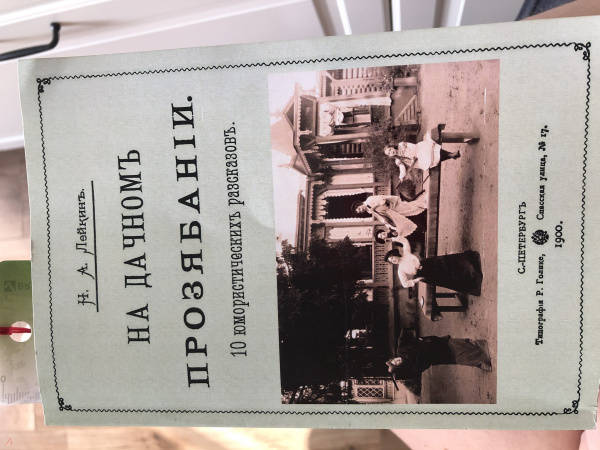 Н. А. Лейкинъ.
НА ДАЧНОМЪ
ПРОЗЯБАНІИ.
10 юмористическихъ разсказовъ.
С.-ПЕТЕРБУРГЪ
Типографія Р. Голике, Спасская улица, № 17.
1900.